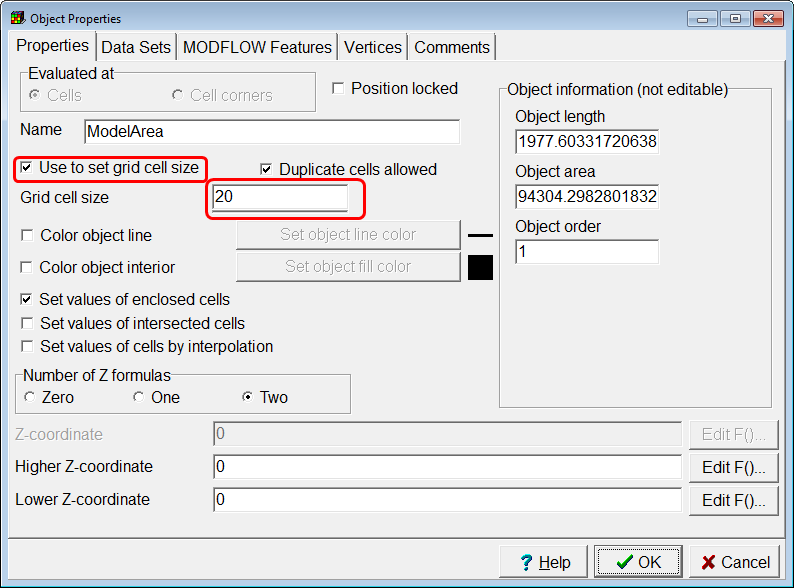 Object Properties
Properties Data Sets MODFLOW Features Vertices Comments
Evaluated at
Cells Cell corners
Position locked
Name ModelArea
Use to set grid cell size Duplicate cells allowed
Grid cell size 20
Color object line Set object line color
Color object interior Set object fill color
Set values of enclosed cells
Set values of intersected cells
Set values of cells by interpolation
Number of Z formulas
Zero One Two
Object information (not editable)
Object length
1977.60331720638
Object area
94304.2982801832
Object order
1
Z-coordinate 0 Edit F()...
Higher Z-coordinate 0 Edit F()...
Lower Z-coordinate 0 Edit F()...
? Help OK Cancel